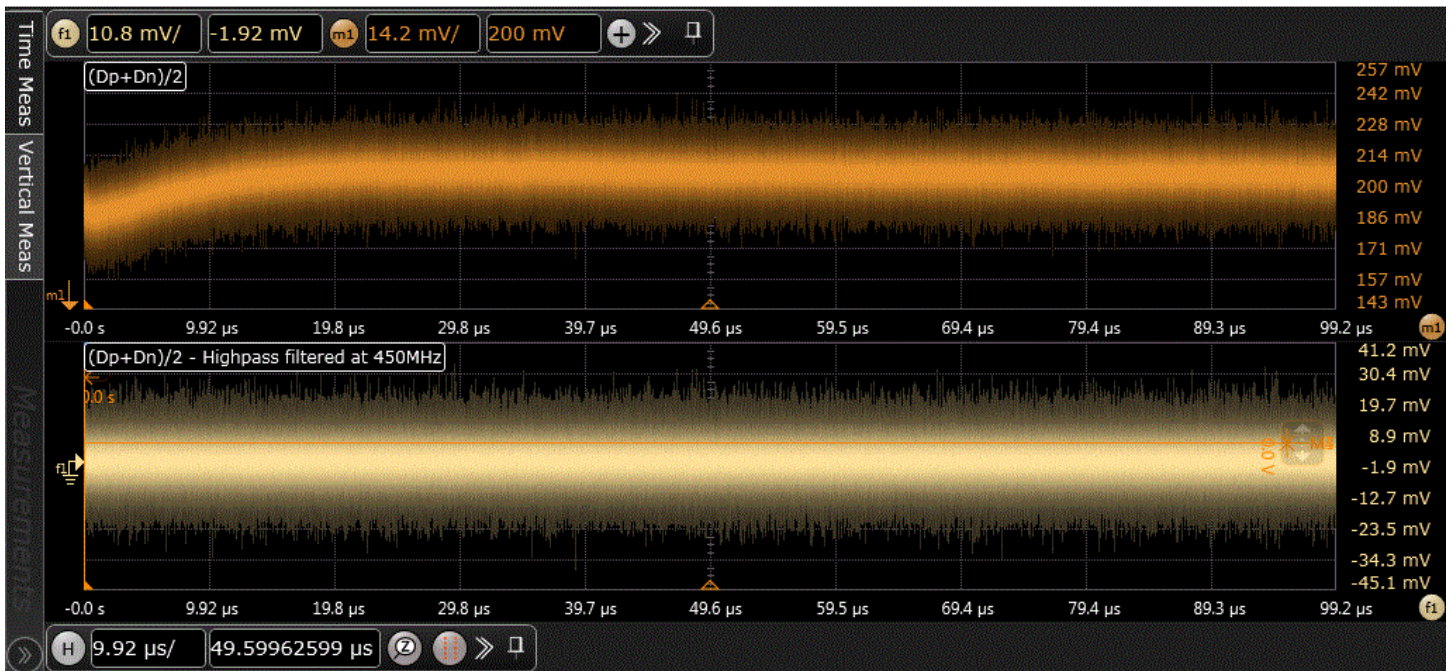 Time Meas
Vertical Meas
Measurements
f1 10.8 mV/ -1.92 mV m1 14.2 mV/ 200 mV
(Dp+Dn)/2
257 mV
242 mV
228 mV
214 mV
200 mV
186 mV
171 mV
157 mV
143 mV
m1
-0.0 s 9.92 µs 19.8 µs 29.8 µs 39.7 µs 49.6 µs 59.5 µs 69.4 µs 79.4 µs 89.3 µs 99.2 µs m1
(Dp+Dn)/2 - Highpass filtered at 450MHz
41.2 mV
30.4 mV
0.0 s
19.7 mV
8.9 mV
0.0 V
f1
-1.9 mV
-12.7 mV
-23.5 mV
-34.3 mV
-45.1 mV
-0.0 s 9.92 µs 19.8 µs 29.8 µs 39.7 µs 49.6 µs 59.5 µs 69.4 µs 79.4 µs 89.3 µs 99.2 µs f1
H 9.92 µs/ 49.59962599 µs Z